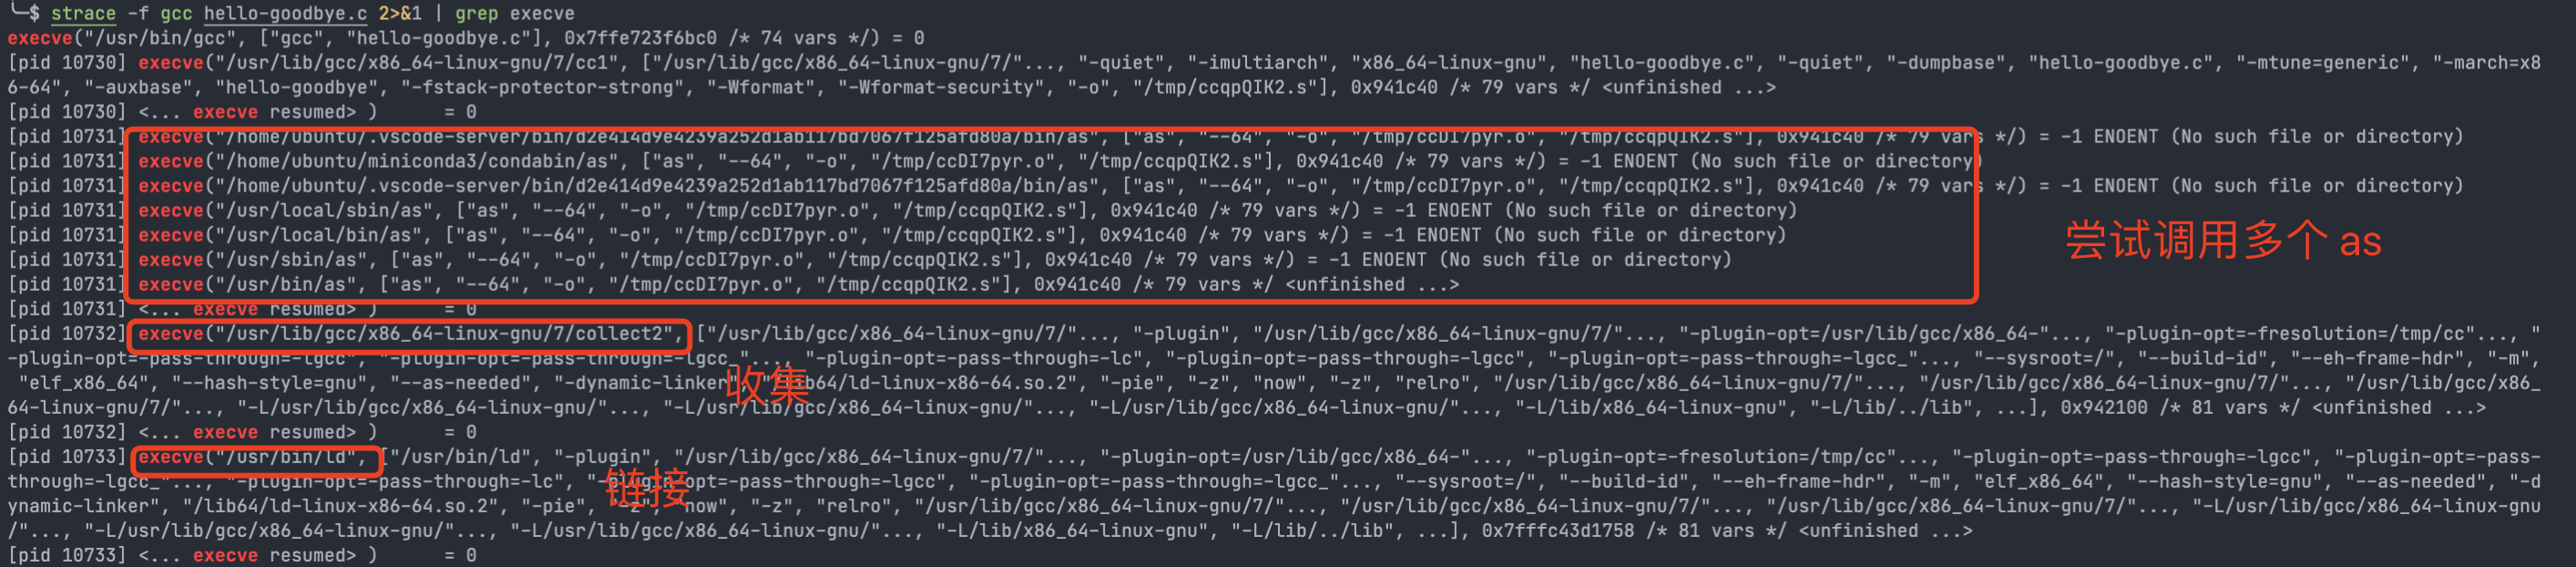 ╰─$ strace -f gcc hello-goodbye.c 2>&1 | grep execve
execve("/usr/bin/gcc", ["gcc", "hello-goodbye.c"], 0x7ffe723f6bc0 /* 74 vars */) = 0
[pid 10730] execve("/usr/lib/gcc/x86_64-linux-gnu/7/cc1", ["/usr/lib/gcc/x86_64-linux-gnu/7/"..., "-quiet", "-imultiarch", "x86_64-linux-gnu", "hello-goodbye.c", "-quiet", "-dumpbase", "hello-goodbye.c", "-mtune=generic", "-march=x8
6-64", "-auxbase", "hello-goodbye", "-fstack-protector-strong", "-Wformat", "-Wformat-security", "-o", "/tmp/ccqpQIK2.s"], 0x941c40 /* 79 vars */ <unfinished ...>
[pid 10730] <... execve resumed> )      = 0
[pid 10731] execve("/home/ubuntu/.vscode-server/bin/d2e414d9e4239a252d1ab117bd7067f125afd80a/bin/as", ["as", "--64", "-o", "/tmp/ccDI7pyr.o", "/tmp/ccqpQIK2.s"], 0x941c40 /* 79 vars */) = -1 ENOENT (No such file or directory)
[pid 10731] execve("/home/ubuntu/miniconda3/condabin/as", ["as", "--64", "-o", "/tmp/ccDI7pyr.o", "/tmp/ccqpQIK2.s"], 0x941c40 /* 79 vars */) = -1 ENOENT (No such file or directory)
[pid 10731] execve("/home/ubuntu/.vscode-server/bin/d2e414d9e4239a252d1ab117bd7067f125afd80a/bin/as", ["as", "--64", "-o", "/tmp/ccDI7pyr.o", "/tmp/ccqpQIK2.s"], 0x941c40 /* 79 vars */) = -1 ENOENT (No such file or directory)
[pid 10731] execve("/usr/local/sbin/as", ["as", "--64", "-o", "/tmp/ccDI7pyr.o", "/tmp/ccqpQIK2.s"], 0x941c40 /* 79 vars */) = -1 ENOENT (No such file or directory)
[pid 10731] execve("/usr/local/bin/as", ["as", "--64", "-o", "/tmp/ccDI7pyr.o", "/tmp/ccqpQIK2.s"], 0x941c40 /* 79 vars */) = -1 ENOENT (No such file or directory)
尝试调用多个 as
[pid 10731] execve("/usr/sbin/as", ["as", "--64", "-o", "/tmp/ccDI7pyr.o", "/tmp/ccqpQIK2.s"], 0x941c40 /* 79 vars */) = -1 ENOENT (No such file or directory)
[pid 10731] execve("/usr/bin/as", ["as", "--64", "-o", "/tmp/ccDI7pyr.o", "/tmp/ccqpQIK2.s"], 0x941c40 /* 79 vars */ <unfinished ...>
[pid 10731] <... execve resumed> )      = 0
[pid 10732] execve("/usr/lib/gcc/x86_64-linux-gnu/7/collect2", ["/usr/lib/gcc/x86_64-linux-gnu/7/"..., "-plugin", "/usr/lib/gcc/x86_64-linux-gnu/7/"..., "-plugin-opt=/usr/lib/gcc/x86_64-"..., "-plugin-opt=-fresolution=/tmp/cc"..., "
-plugin-opt=-pass-through=-lgcc", "-plugin-opt=-pass-through=-lgcc_"..., "-plugin-opt=-pass-through=-lc", "-plugin-opt=-pass-through=-lgcc", "-plugin-opt=-pass-through=-lgcc_"..., "--sysroot=/", "--build-id", "--eh-frame-hdr", "-m",
"elf_x86_64", "--hash-style=gnu", "--as-needed", "-dynamic-linker", "/lib64/ld-linux-x86-64.so.2", "-pie", "-z", "now", "-z", "relro", "/usr/lib/gcc/x86_64-linux-gnu/7/"..., "/usr/lib/gcc/x86_64-linux-gnu/7/"..., "/usr/lib/gcc/x86_
收集
64-linux-gnu/7/"..., "-L/usr/lib/gcc/x86_64-linux-gnu/"..., "-L/usr/lib/gcc/x86_64-linux-gnu/"..., "-L/usr/lib/gcc/x86_64-linux-gnu/"..., "-L/lib/x86_64-linux-gnu", "-L/lib/../lib", ...], 0x942100 /* 81 vars */ <unfinished ...>
[pid 10732] <... execve resumed> )      = 0
[pid 10733] execve("/usr/bin/ld", ["/usr/bin/ld", "-plugin", "/usr/lib/gcc/x86_64-linux-gnu/7/"..., "-plugin-opt=/usr/lib/gcc/x86_64-"..., "-plugin-opt=-fresolution=/tmp/cc"..., "-plugin-opt=-pass-through=-lgcc", "-plugin-opt=-pass-
through=-lgcc_"..., "-plugin-opt=-pass-through=-lc", "-plugin-opt=-pass-through=-lgcc", "-plugin-opt=-pass-through=-lgcc_"..., "--sysroot=/", "--build-id", "--eh-frame-hdr", "-m", "elf_x86_64", "--hash-style=gnu", "--as-needed", "-d
链接
ynamic-linker", "/lib64/ld-linux-x86-64.so.2", "-pie", "-z", "now", "-z", "relro", "/usr/lib/gcc/x86_64-linux-gnu/7/"..., "/usr/lib/gcc/x86_64-linux-gnu/7/"..., "/usr/lib/gcc/x86_64-linux-gnu/7/"..., "-L/usr/lib/gcc/x86_64-linux-gnu
/"..., "-L/usr/lib/gcc/x86_64-linux-gnu/"..., "-L/usr/lib/gcc/x86_64-linux-gnu/"..., "-L/lib/x86_64-linux-gnu", "-L/lib/../lib", ...], 0x7fffc43d1758 /* 81 vars */ <unfinished ...>
[pid 10733] <... execve resumed> )      = 0